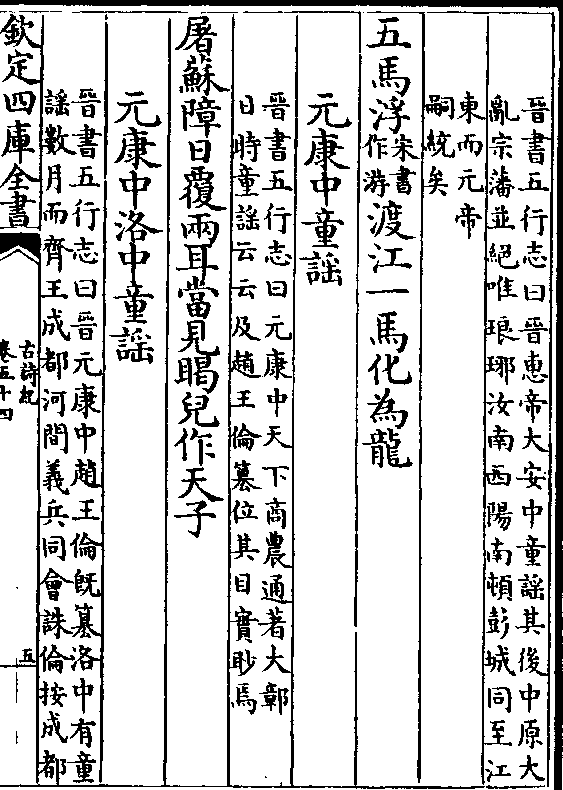 晉書五行志曰晉惠帝大安中童謡其後中原大
亂宗藩並絕唯琅琊汝南西陽南頓彭城同至江
東而元帝
嗣統矣
五馬浮宋書作游渡江一馬化為龍
元康中童謡
晉書五行志曰元康中天下商農通著大鄣
日時童謡云云及趙王倫簒位其目實眇焉
屠蘇障日覆兩耳當見瞎兒作天子
元康中洛中童謡
晉書五行志曰晉元康中趙王倫既簒洛中有童
謡數月而齊王成都河間義兵同會誅倫按成都
欽定四庫全書
古詩紀
卷五十四
五